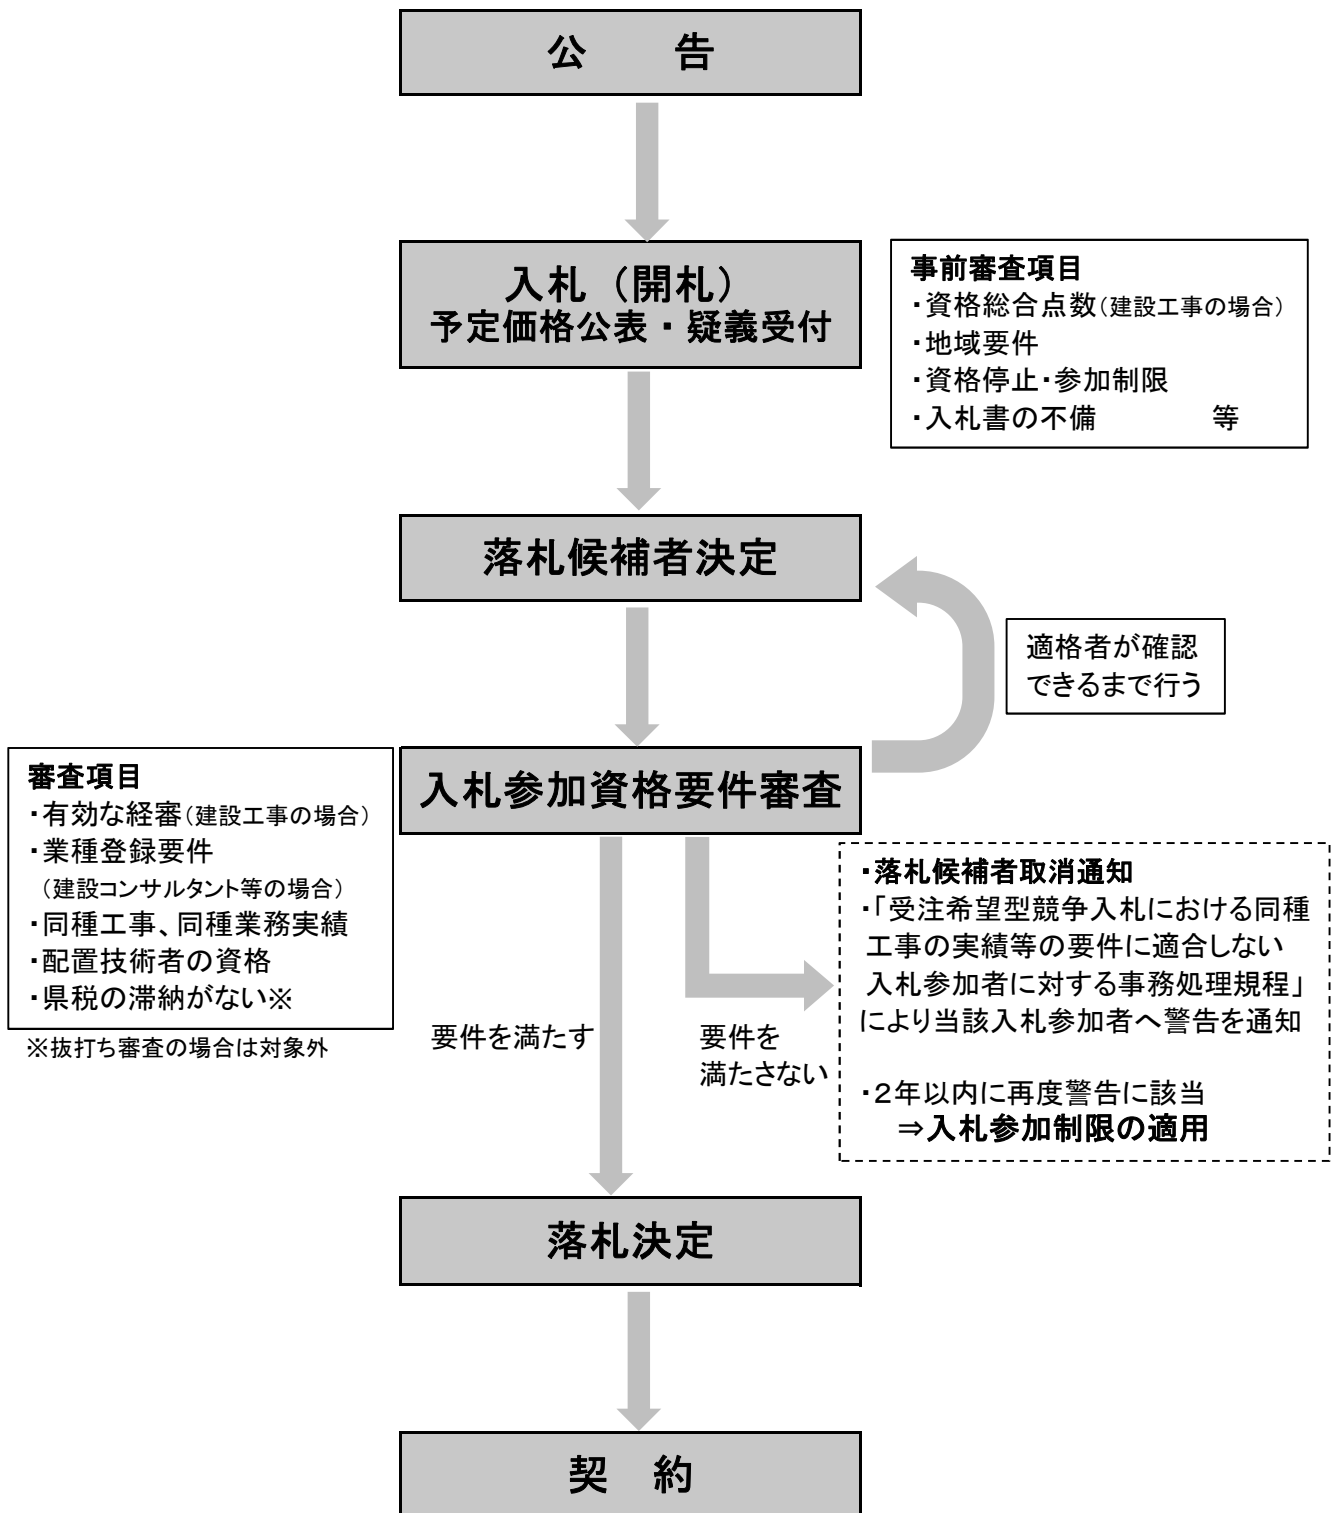 公　　告
入札（開札）
予定価格公表・疑義受付
事前審査項目
・資格総合点数（建設工事の場合）
・地域要件
・資格停止・参加制限
・入札書の不備　　　　等
落札候補者決定
適格者が確認
できるまで行う
入札参加資格要件審査
審査項目
・有効な経審（建設工事の場合）
・業種登録要件
（建設コンサルタント等の場合）
・同種工事、同種業務実績
・配置技術者の資格
・県税の滞納がない※
※抜打ち審査の場合は対象外
要件を満たす
要件を
満たさない
・落札候補者取消通知
・「受注希望型競争入札における同種
工事の実績等の要件に適合しない
入札参加者に対する事務処理規程」
により当該入札参加者へ警告を通知
・２年以内に再度警告に該当
⇒入札参加制限の適用
落札決定
契　約